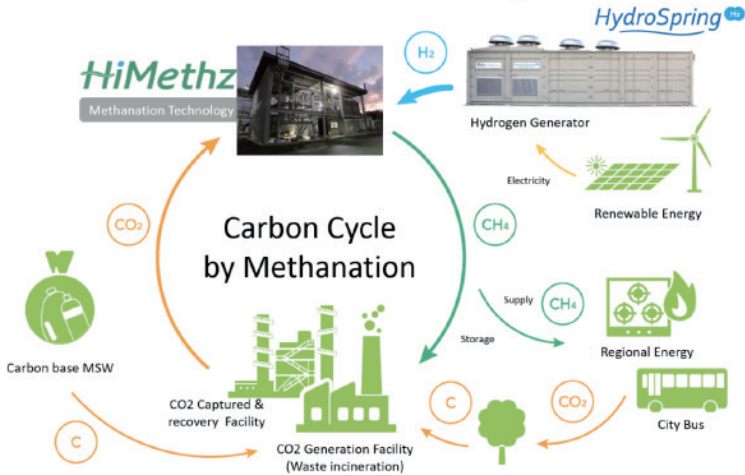 HydroSpring H₂
HiMethz
Methanation Technology
H₂
Hydrogen Generator
Electricity
Renewable Energy
CO₂
Carbon Cycle
by Methanation
CH₄
Supply
CH₄
Storage
Regional Energy
Carbon base MSW
CO2 Captured &
recovery Facility
C
CO₂
City Bus
C
CO2 Generation Facility
(Waste incineration)